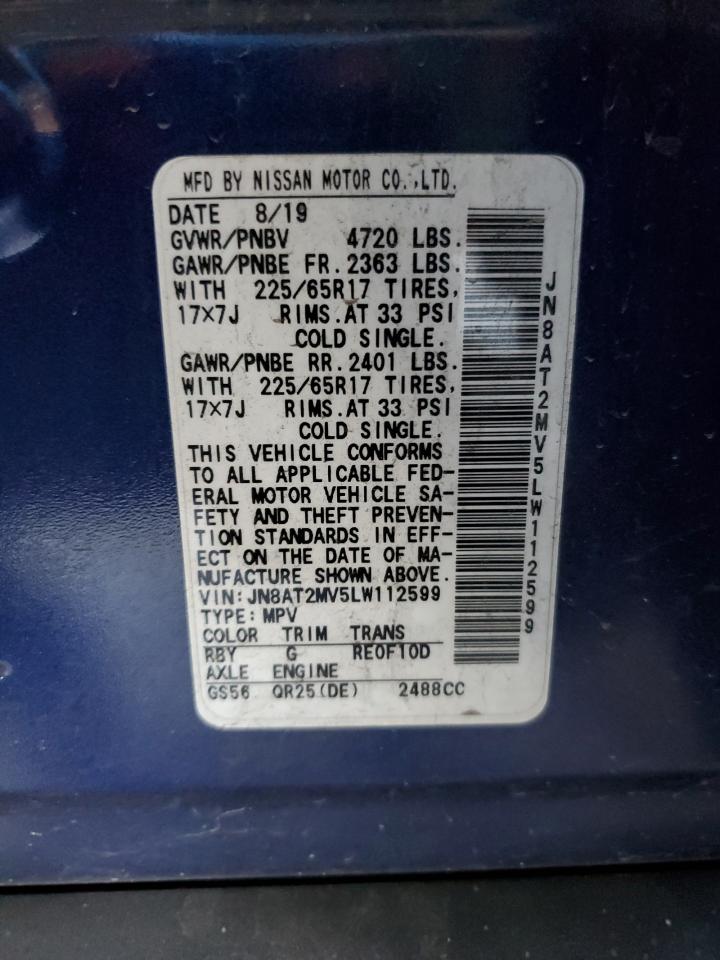 MFD BY NISSAN MOTOR CO.,LTD.
DATE 8/19
GVWR/PNBV 4720 LBS.
GAWR/PNBE FR.2363 LBS.
WITH 225/65R17 TIRES,
17×7J RIMS.AT 33 PSI
COLD SINGLE.
GAWR/PNBE RR.2401 LBS.
WITH 225/65R17 TIRES,
17×7J RIMS.AT 33 PSI
COLD SINGLE.
THIS VEHICLE CONFORMS
TO ALL APPLICABLE FED-
ERAL MOTOR VEHICLE SA-
FETY AND THEFT PREVEN-
TION STANDARDS IN EFF-
ECT ON THE DATE OF MA-
NUFACTURE SHOWN ABOVE.
VIN:JN8AT2MV5LW112599
TYPE:MPV
COLOR TRIM TRANS
RBY G RE0F10D
AXLE ENGINE
GS56 QR25(DE) 2488CC
JN8AT2MV5LW112599